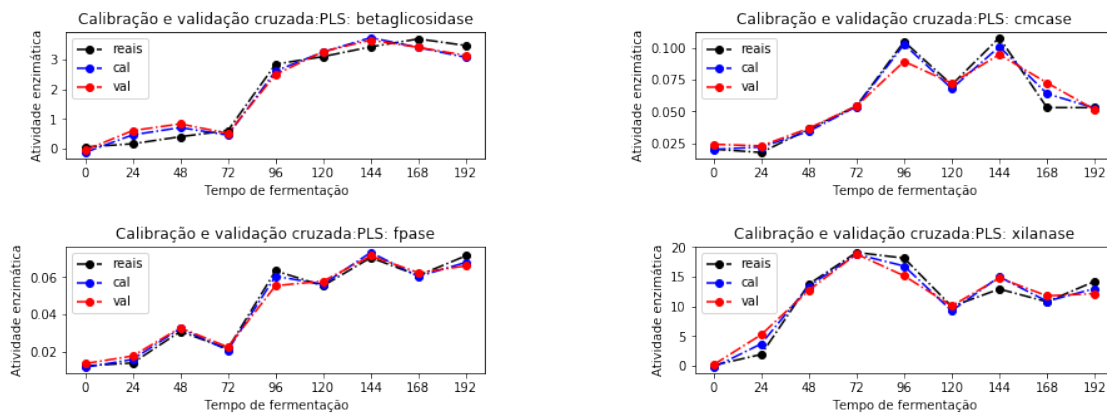 Calibração e validação cruzada:PLS: betaglicosidase
Atividade enzimática
3
2
1
0
reais
cal
val
0 24 48 72 96 120 144 168 192
Tempo de fermentação
Calibração e validação cruzada:PLS: cmcase
Atividade enzimática
0.100
0.075
0.050
0.025
reais
cal
val
0 24 48 72 96 120 144 168 192
Tempo de fermentação
Calibração e validação cruzada:PLS: fpase
Atividade enzimática
0.06
0.04
0.02
reais
cal
val
0 24 48 72 96 120 144 168 192
Tempo de fermentação
Calibração e validação cruzada:PLS: xilanase
Atividade enzimática
20
15
10
5
0
reais
cal
val
0 24 48 72 96 120 144 168 192
Tempo de fermentação